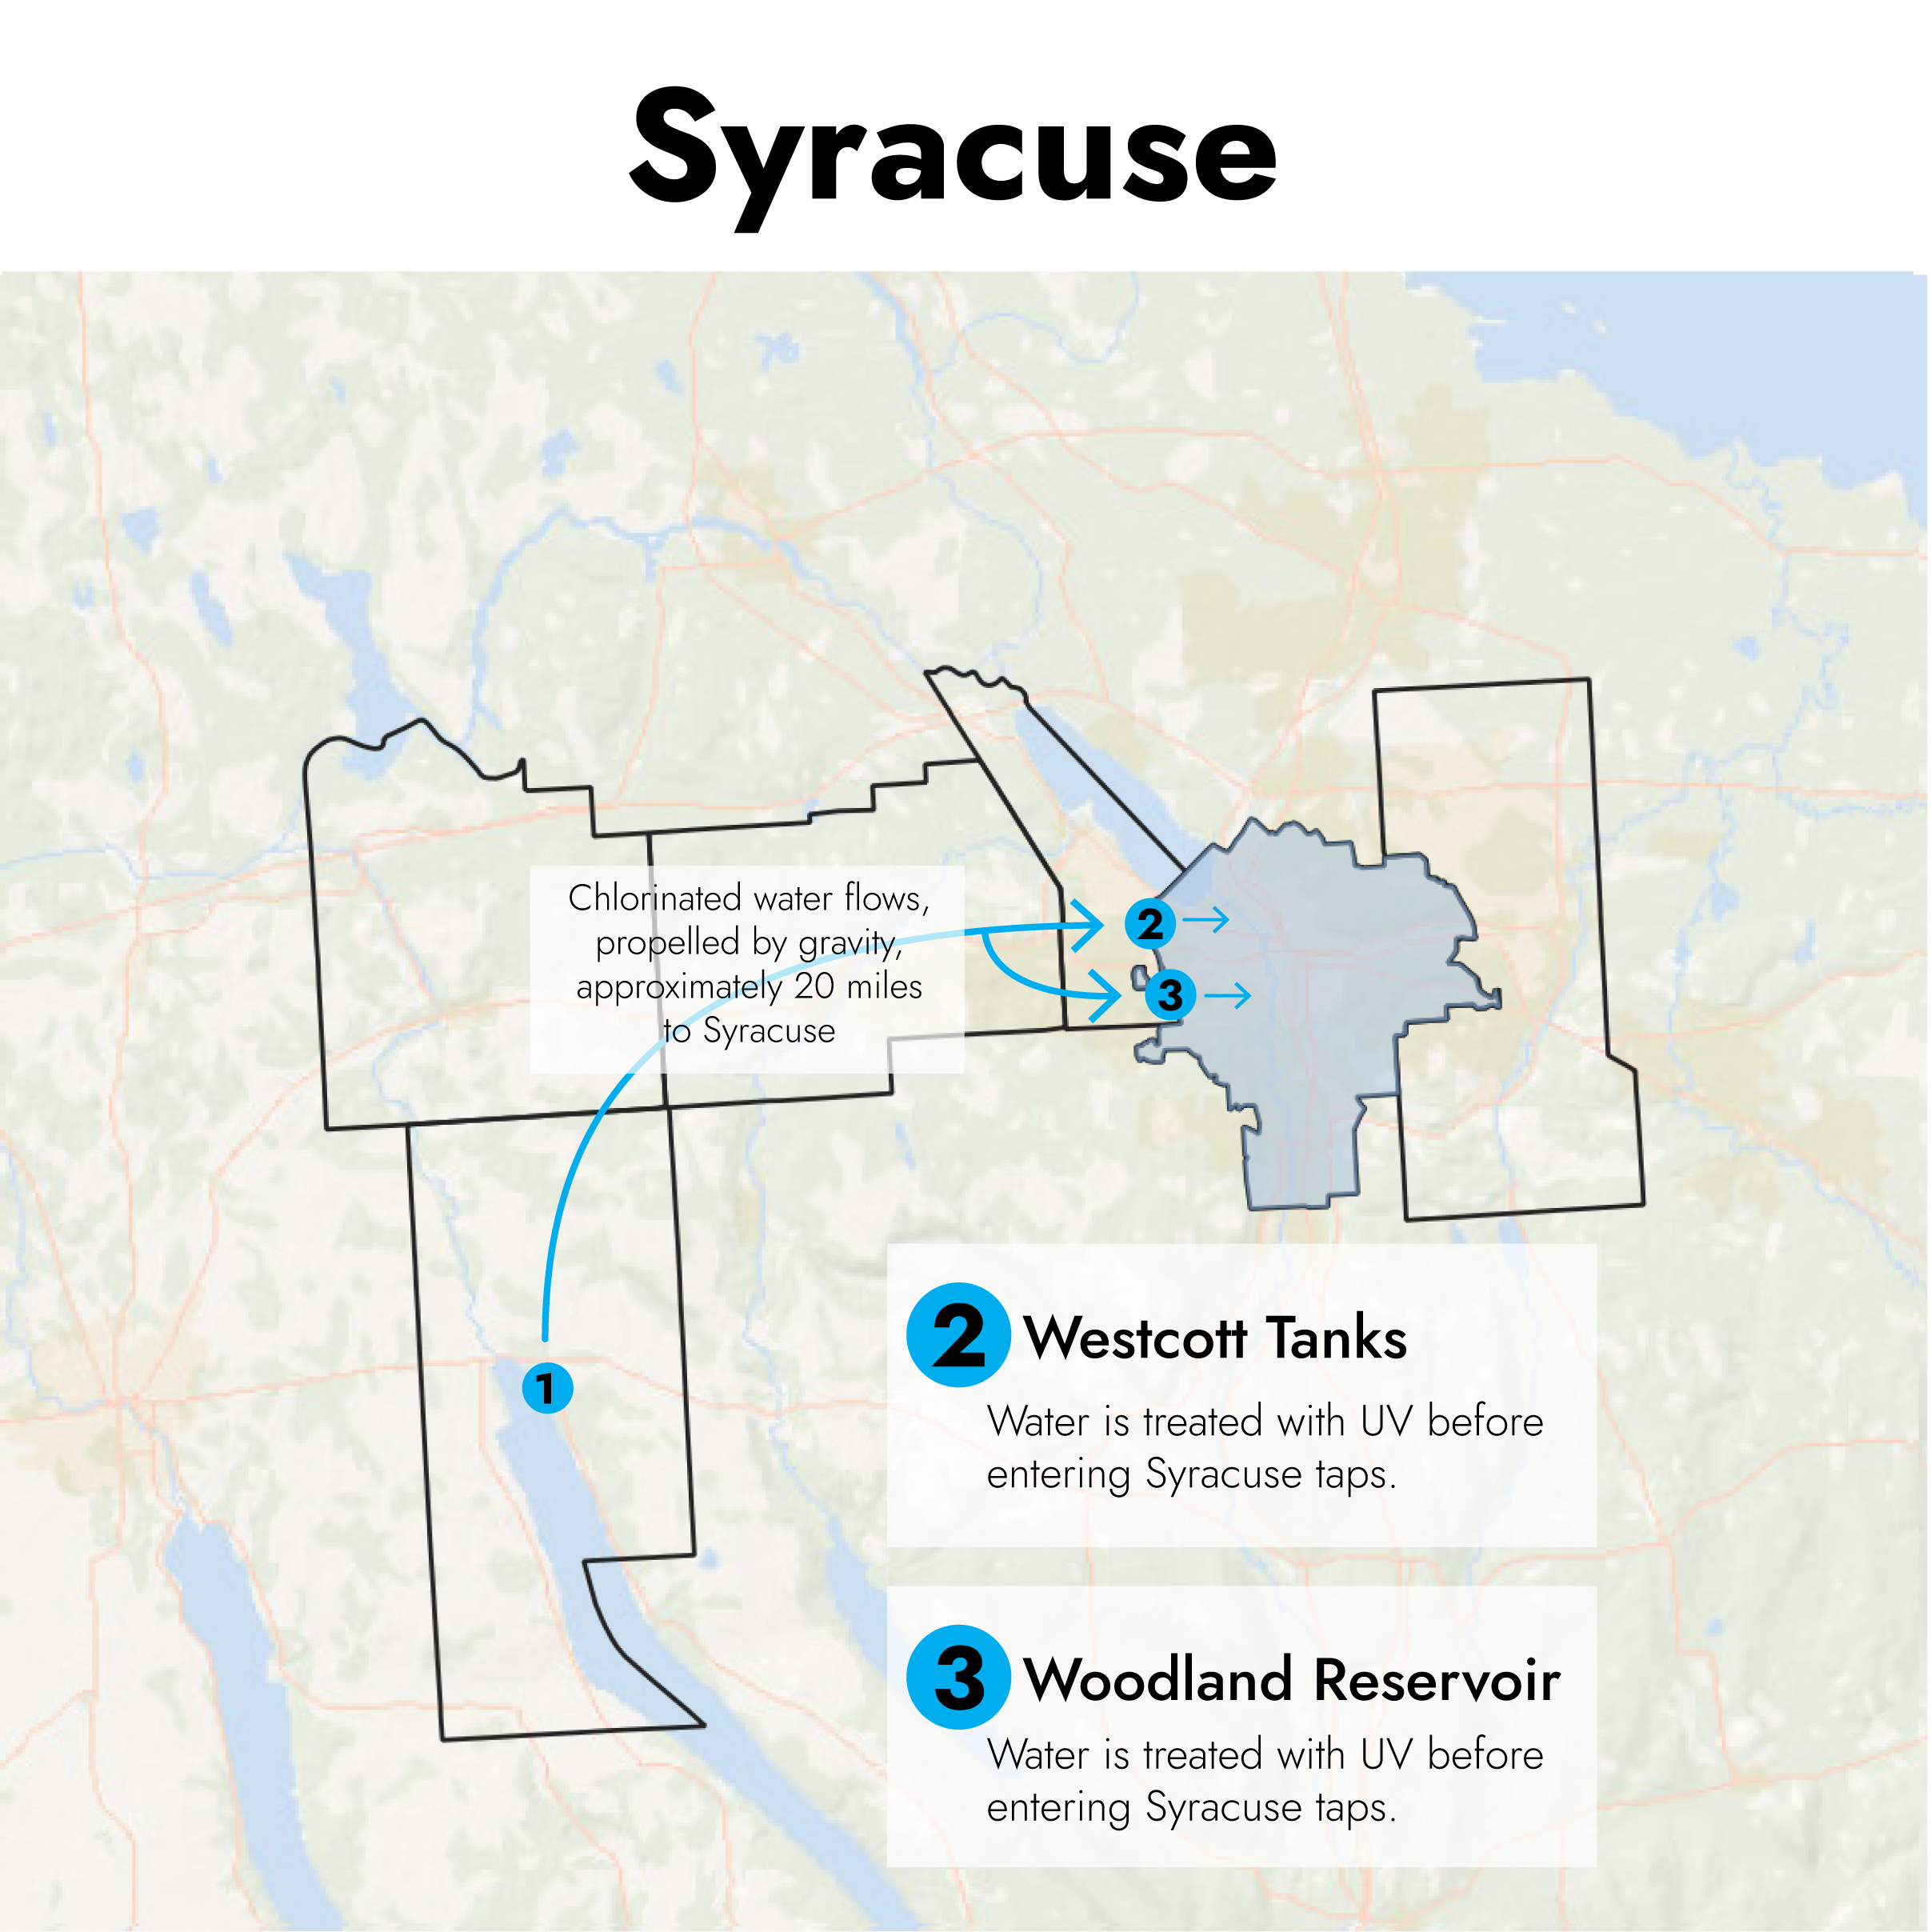 Syracuse
Chlorinated water flows,
propelled by gravity,
approximately 20 miles
to Syracuse
2
3
1
2 Westcott Tanks
Water is treated with UV before
entering Syracuse taps.
3 Woodland Reservoir
Water is treated with UV before
entering Syracuse taps.